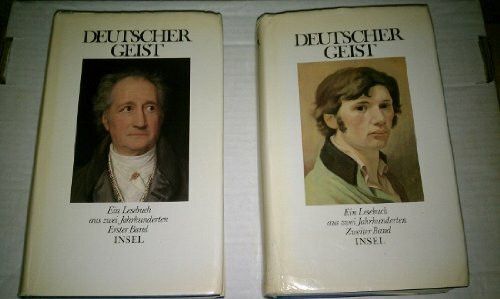 DEUTSCHER
GEIST
Ein Lesebuch
aus zwei Jahrhunderten
Erster Band
INSEL
DEUTSCHER
GEIST
Ein Lesebuch
aus zwei Jahrhunderten
Zweiter Band
INSEL